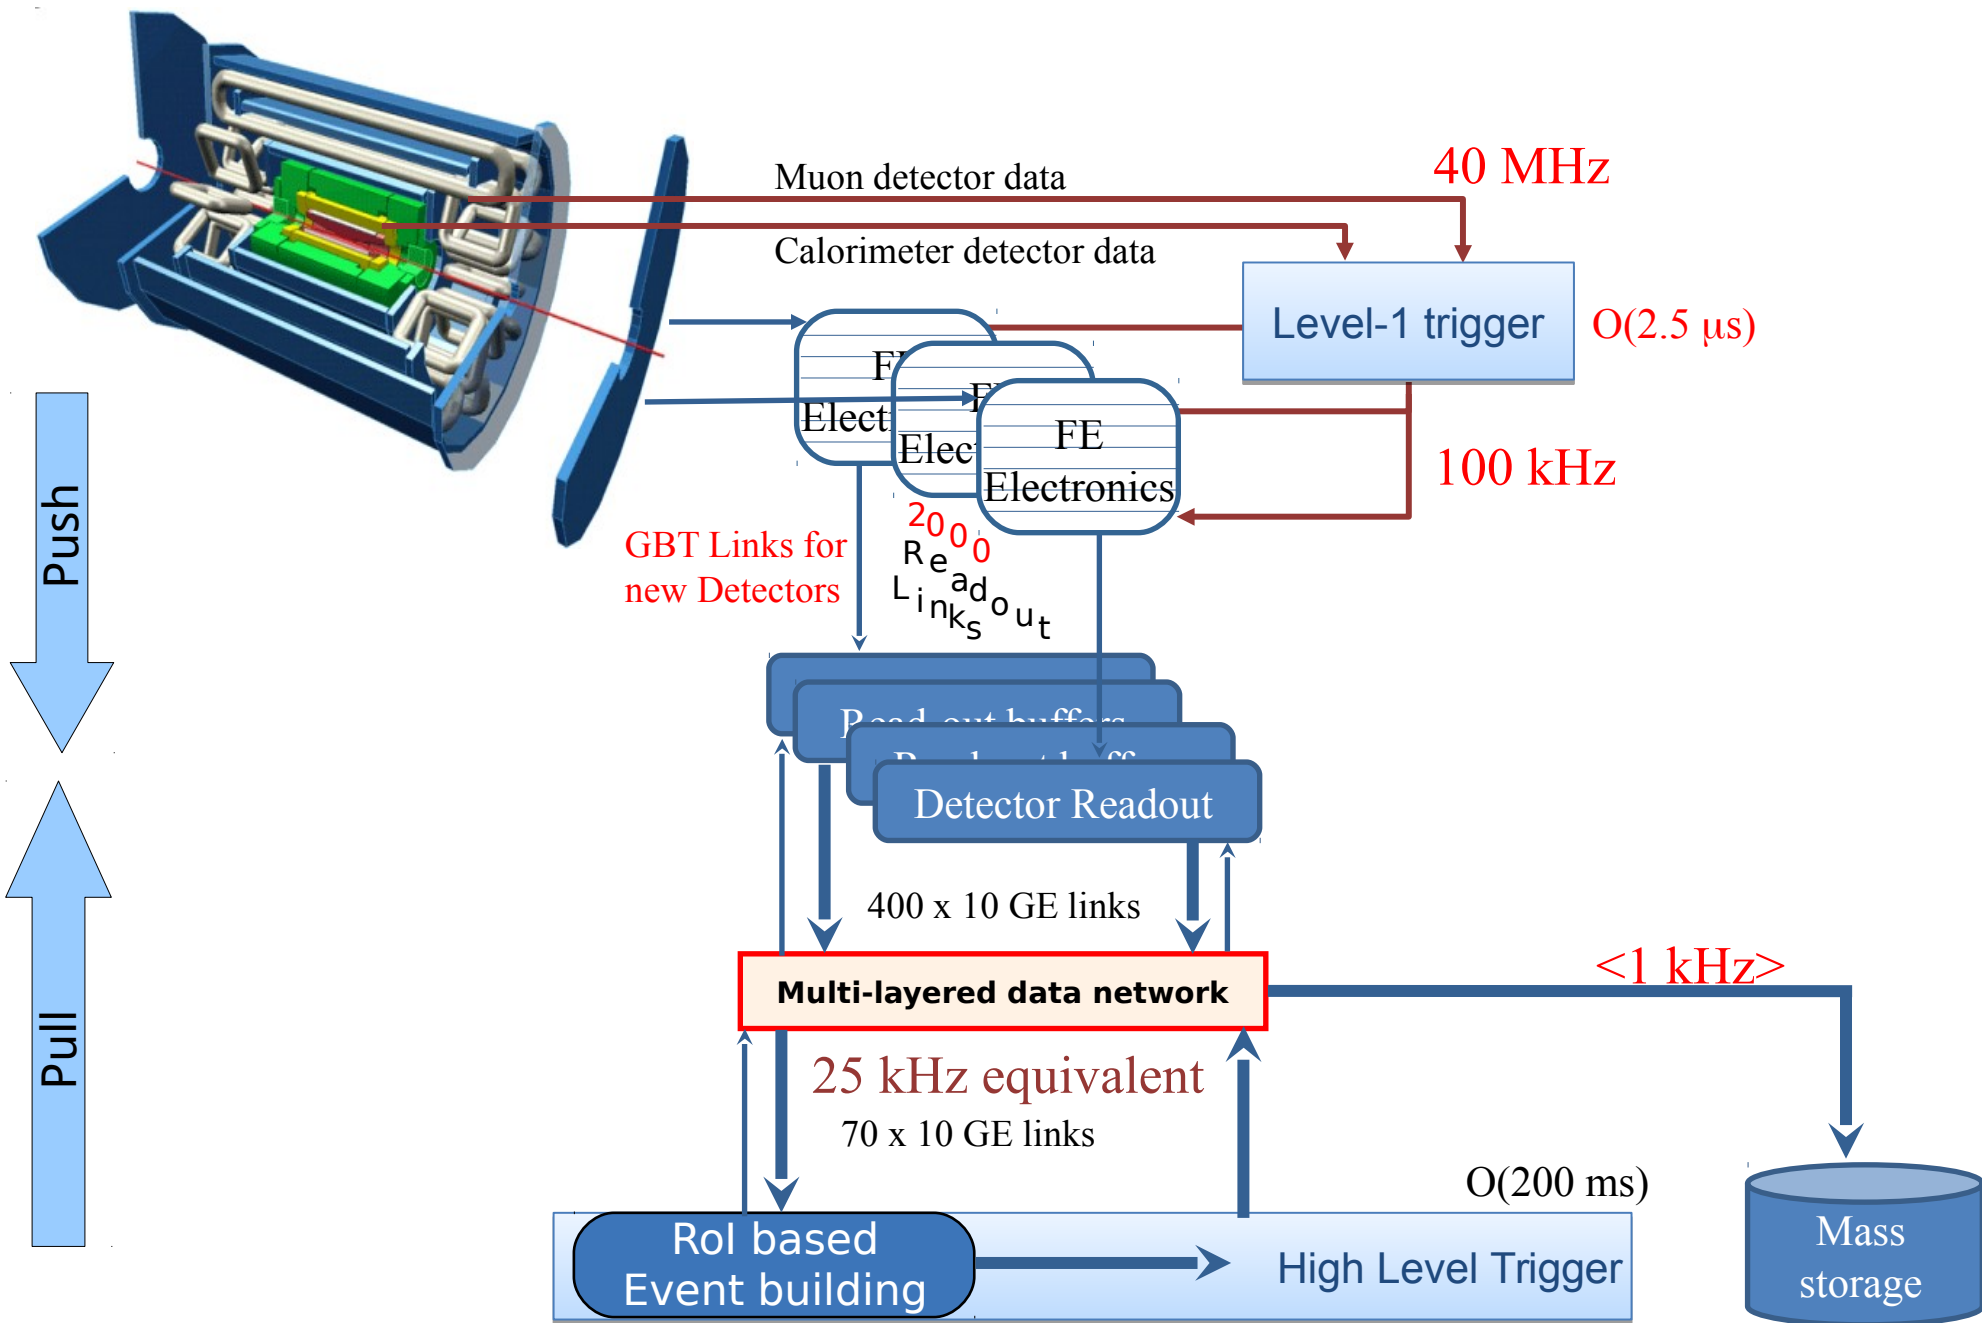 Muon detector data
40 MHz
Calorimeter detector data
Level-1 trigger
O(2.5 μs)
FE
Electronics
100 kHz
Push
GBT Links for
new Detectors
2000
Readout
Links
Read-out buffers
Detector Readout
400 x 10 GE links
Multi-layered data network
<1 kHz>
Pull
25 kHz equivalent
70 x 10 GE links
O(200 ms)
RoI based
Event building
High Level Trigger
Mass
storage